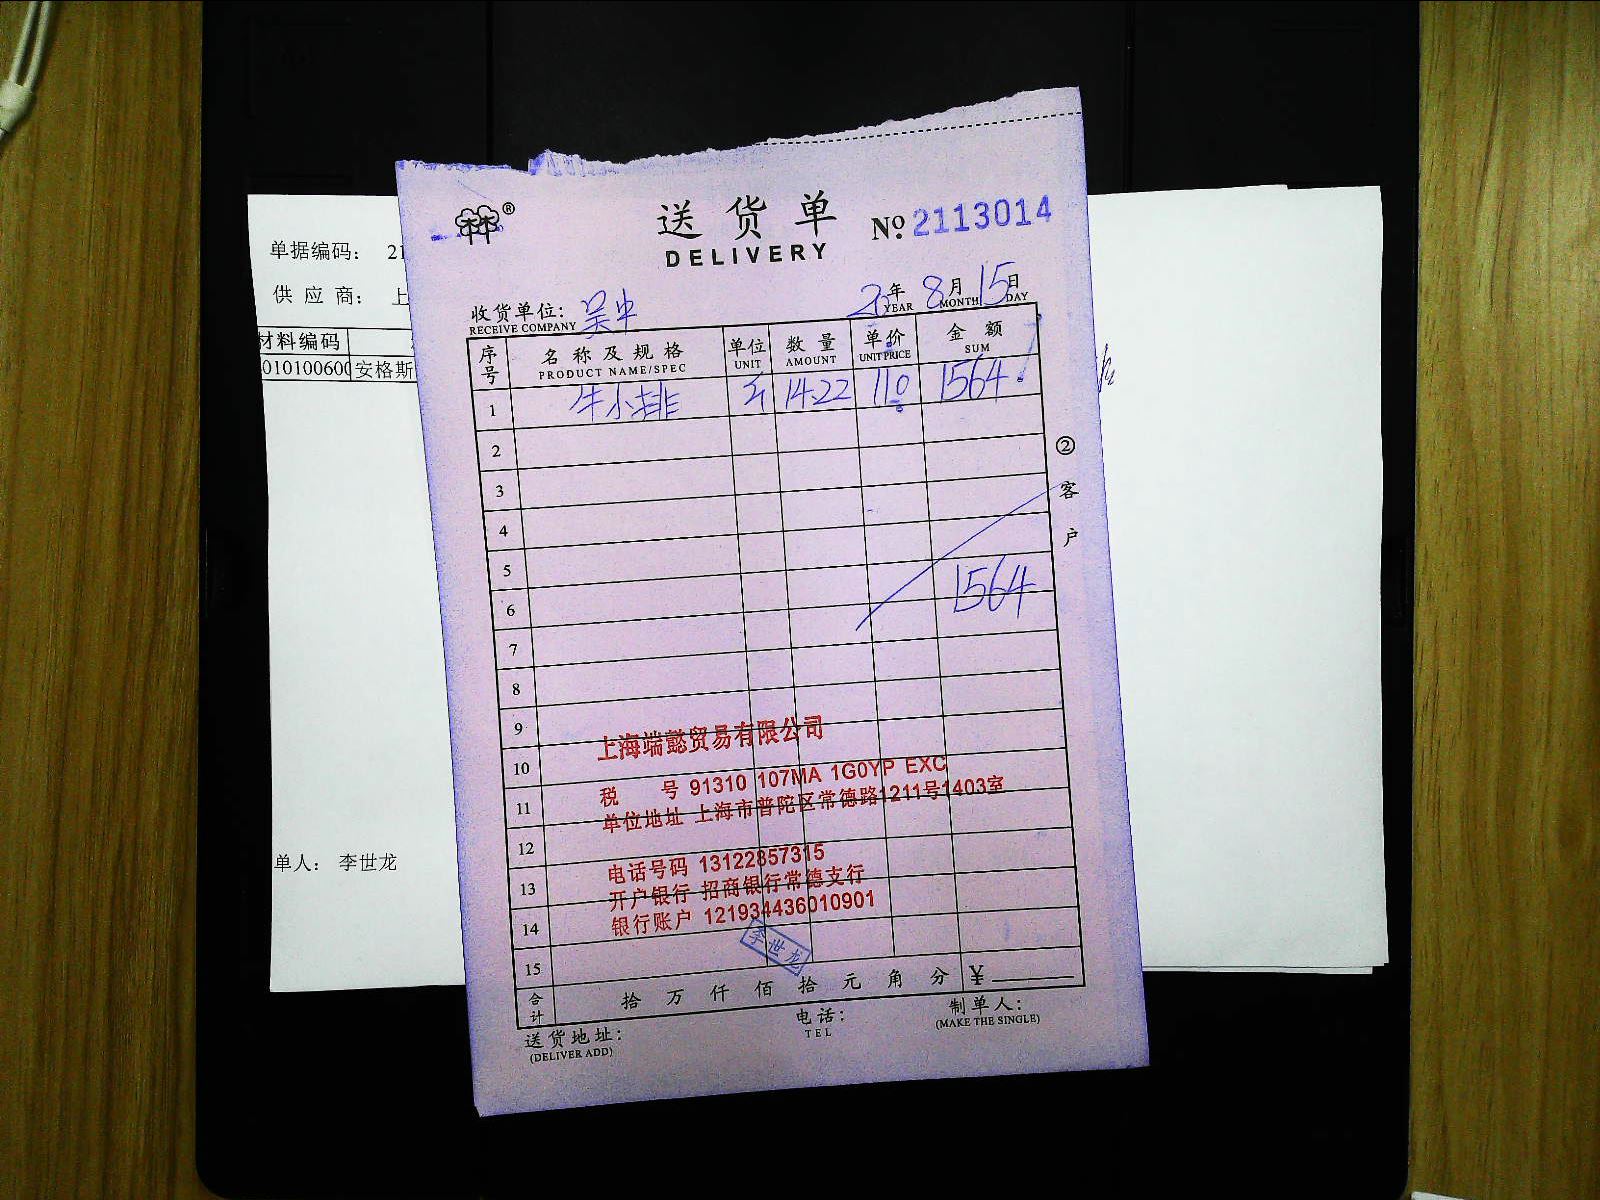 送货单
DELIVERY
№ 2113014
®
单据编码: 21
供应商: 上
收货单位: 吴中
RECEIVE COMPANY
21年 8月 15日
YEAR MONTH DAY
材料编码
010100600 安格斯
序号 名称及规格 单位 数量 单价 金额
PRODUCT NAME/SPEC UNIT AMOUNT UNIT PRICE SUM
1 牛小排 斤 14.22 110 1564
2
3
4
5
6 1564
7
8
9
10
11
12
13
14
15
② 客户
上海端懿贸易有限公司
税 号 91310 107MA 1G0YP EXC
单位地址 上海市普陀区常德路1211号1403室
电话号码 13122857315
开户银行 招商银行常德支行
银行账户 121934436010901
单人: 李世龙
李世龙
合计 拾 万 仟 佰 拾 元 角 分 ¥
送货地址: 电话: 制单人:
(DELIVER ADD) TEL (MAKE THE SINGLE)